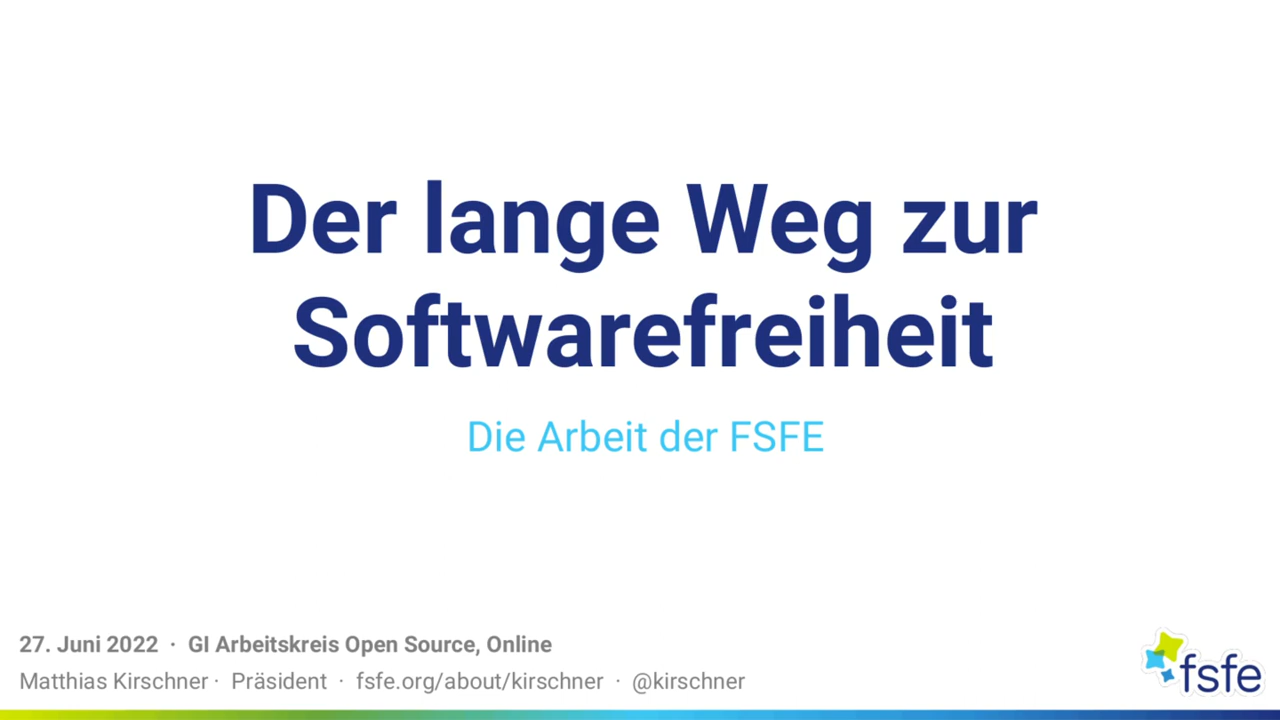 Der lange Weg zur
Softwarefreiheit
Die Arbeit der FSFE
27. Juni 2022 · GI Arbeitskreis Open Source, Online
Matthias Kirschner · Präsident · fsfe.org/about/kirschner · @kirschner
fsfe